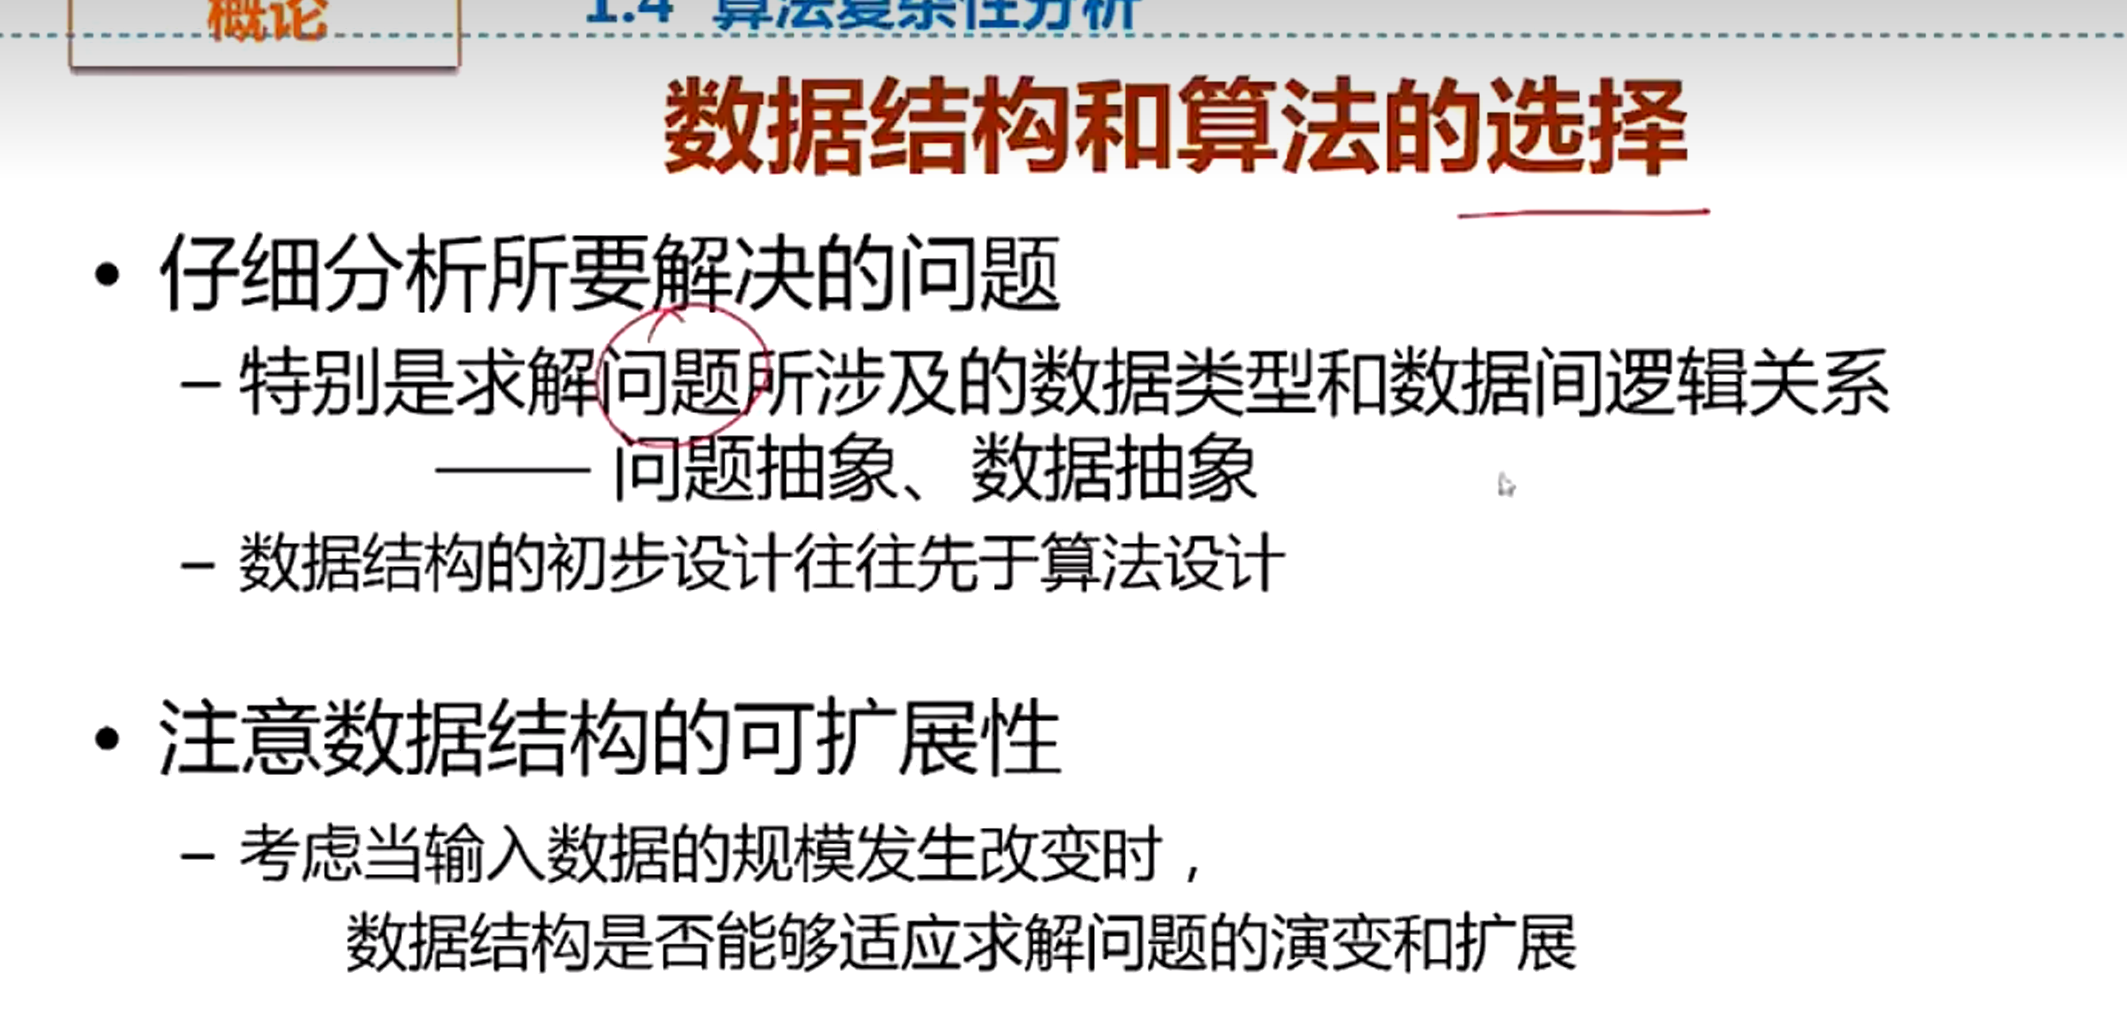 概论
1.4 算法复杂性分析
数据结构和算法的选择
• 仔细分析所要解决的问题
– 特别是求解问题所涉及的数据类型和数据间逻辑关系
—— 问题抽象、数据抽象
– 数据结构的初步设计往往先于算法设计
• 注意数据结构的可扩展性
– 考虑当输入数据的规模发生改变时，
数据结构是否能够适应求解问题的演变和扩展